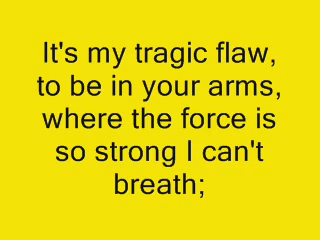 It's my tragic flaw,
to be in your arms,
where the force is
so strong I can't
breath;